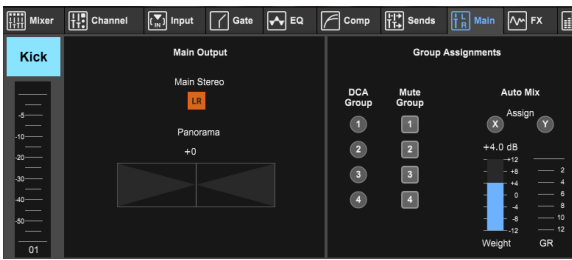 Mixer
Channel
Input
Gate
EQ
Comp
Sends
Main
FX
Kick
Main Output
Group Assignments
Main Stereo
LR
Panorama
+0
DCA
Group
Mute
Group
Auto Mix
Assign
X
Y
1
1
2
2
3
3
4
4
+4.0 dB
+12
+8
+4
0
-4
-8
-12
2
4
6
8
10
12
Weight
GR
-5
-10
-20
-30
-40
-50
01